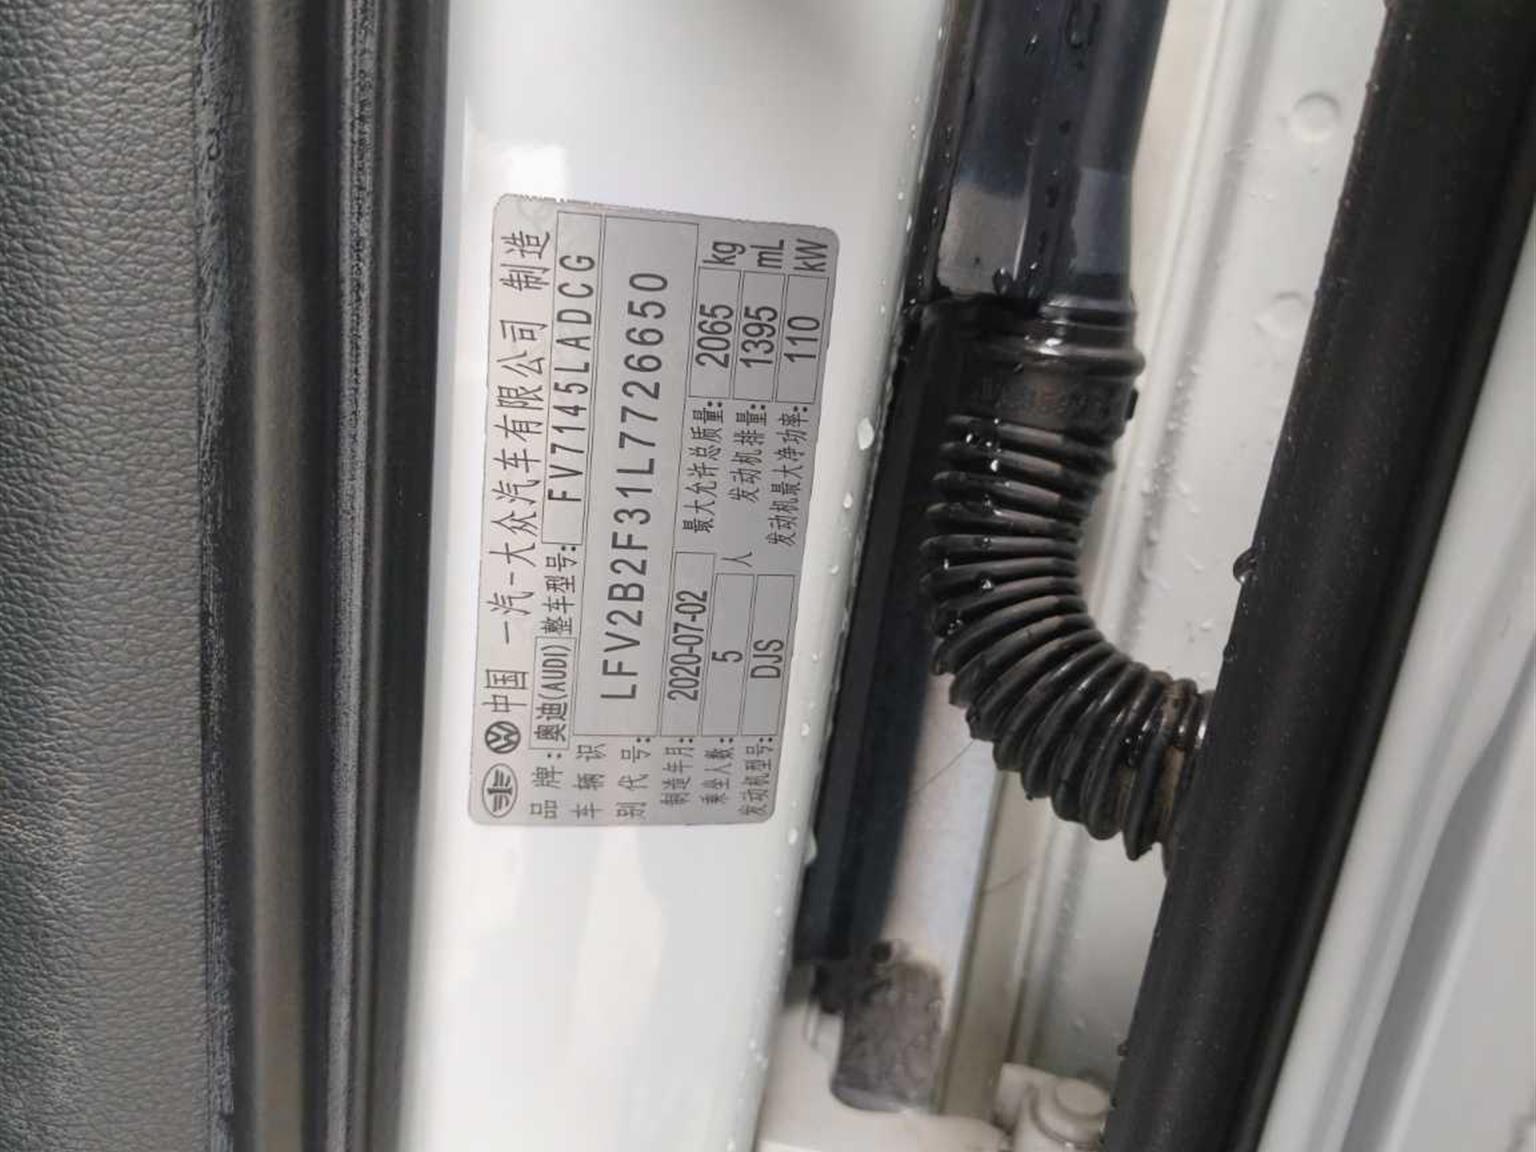 中国 一汽-大众汽车有限公司 制造
品牌: 奥迪(AUDI) 整车型号: FV7145LADCG
车辆识别代号: LFV2B2F31L7726650
制造年月: 2020-07-02 最大允许总质量: 2065 kg
乘坐人数: 5 人 发动机排量: 1395 mL
发动机型号: DJS 发动机最大净功率: 110 kW